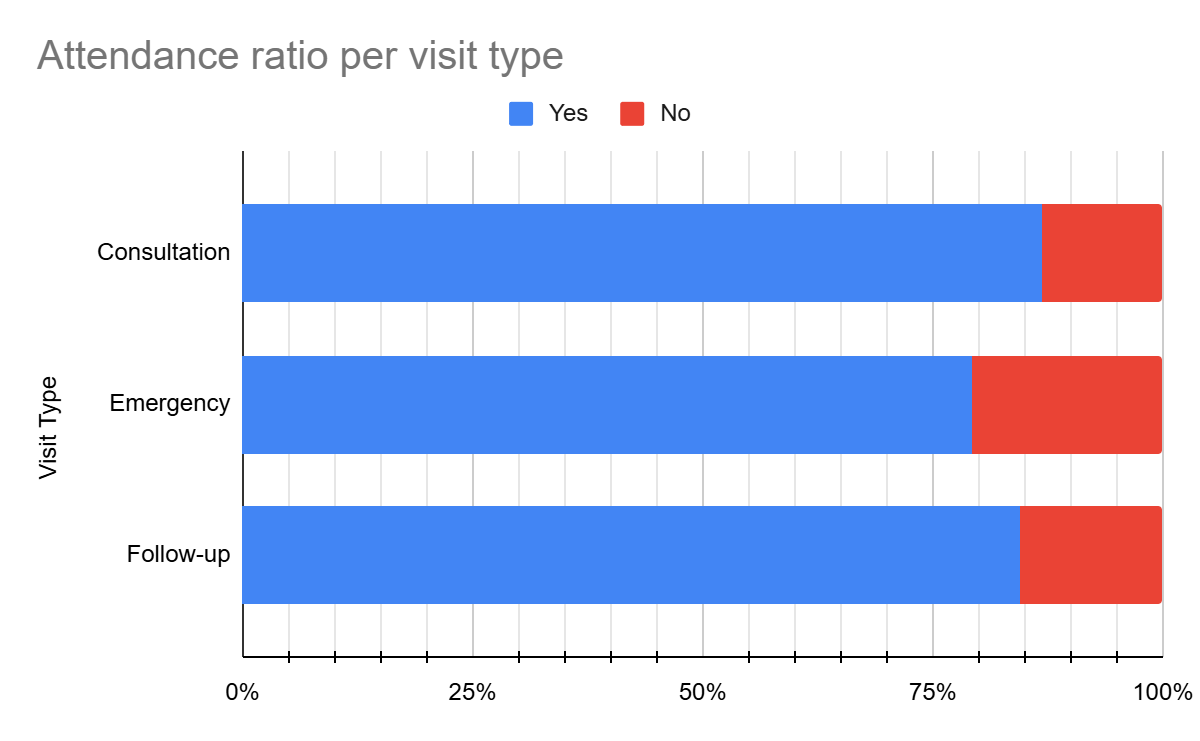 Attendance ratio per visit type
Yes No
Consultation
Emergency
Follow-up
Visit Type
0% 25% 50% 75% 100%